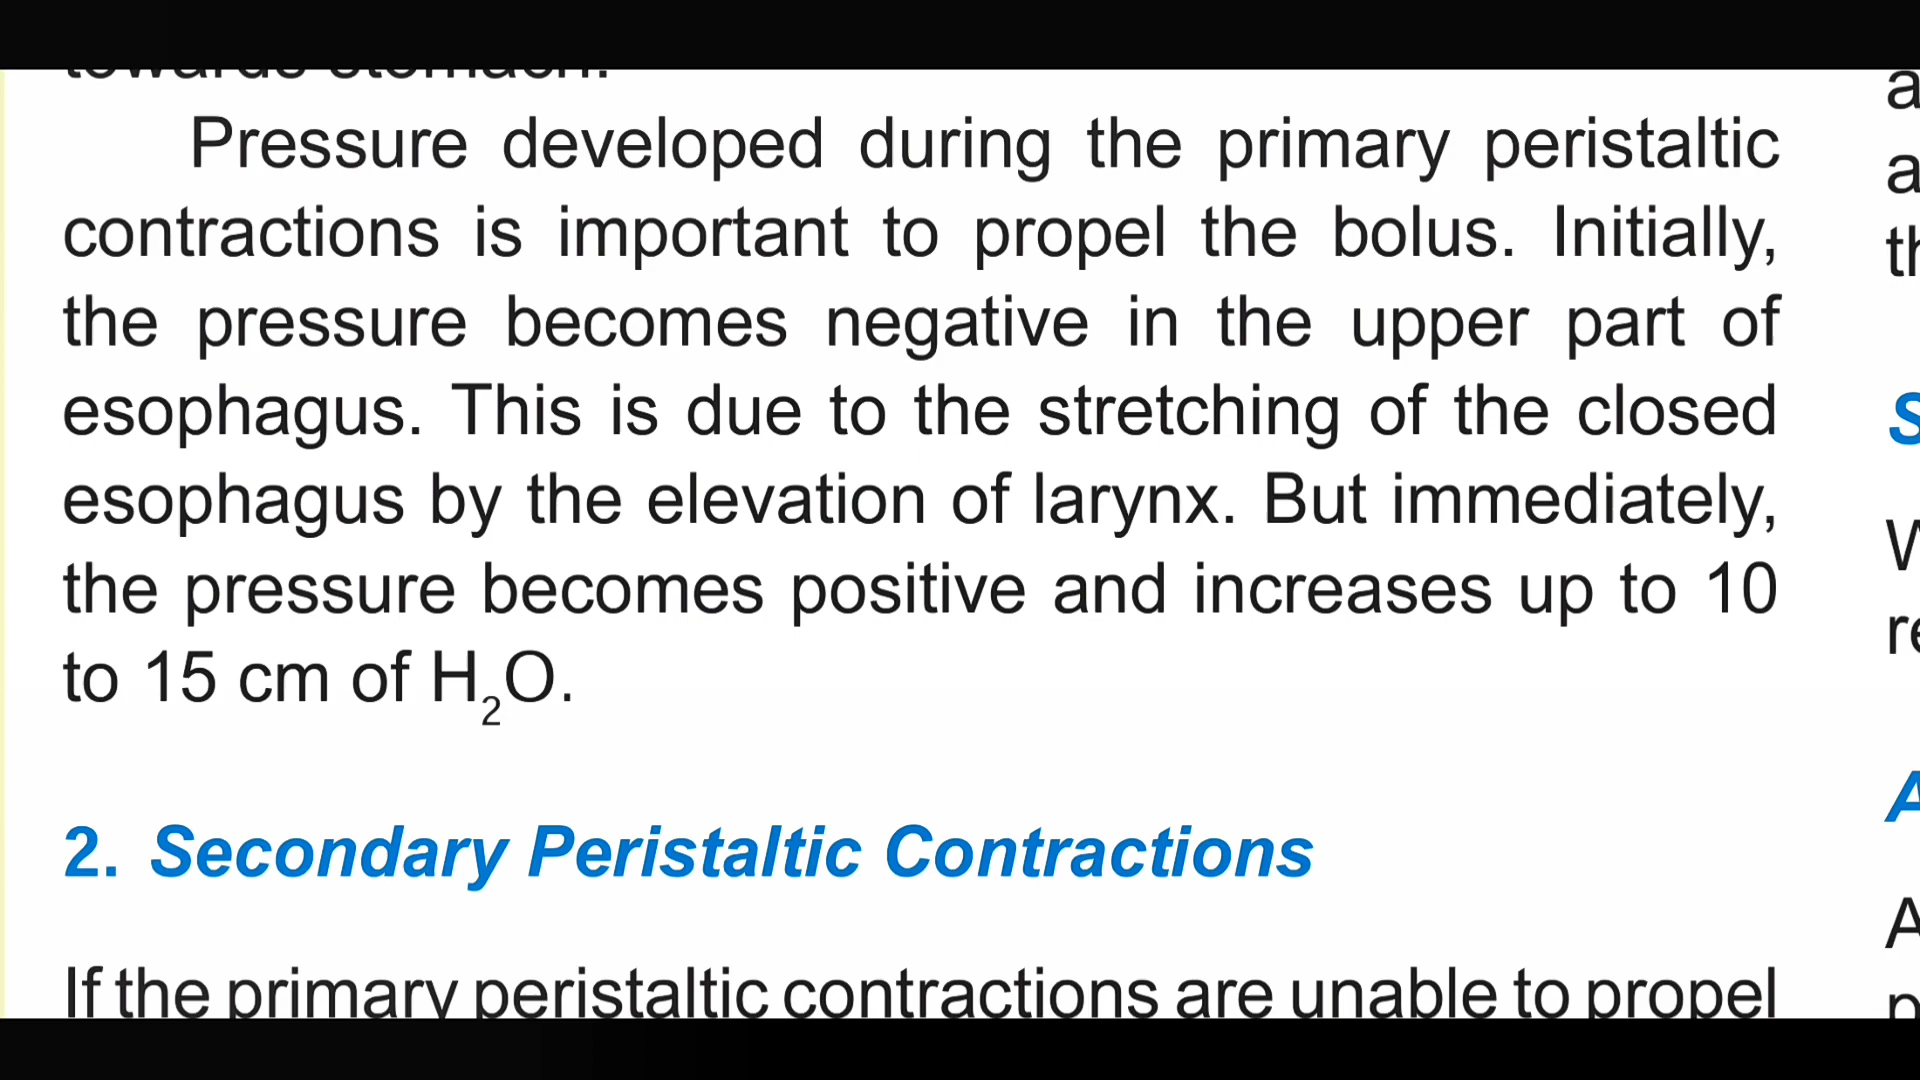 towards stomach.
Pressure developed during the primary peristaltic
contractions is important to propel the bolus. Initially,
the pressure becomes negative in the upper part of
esophagus. This is due to the stretching of the closed
esophagus by the elevation of larynx. But immediately,
the pressure becomes positive and increases up to 10
to 15 cm of H₂O.
2. Secondary Peristaltic Contractions
If the primary peristaltic contractions are unable to propel